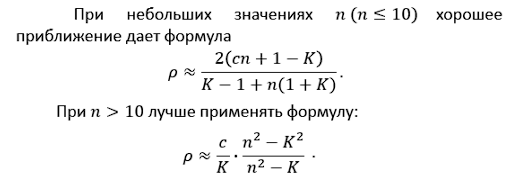 При небольших значениях n (n ≤ 10) хорошее
приближение дает формула
ρ ≈ 2(cn + 1 − K) / K − 1 + n(1 + K).
При n > 10 лучше применять формулу:
ρ ≈ c/K · n² − K² / n² − K .